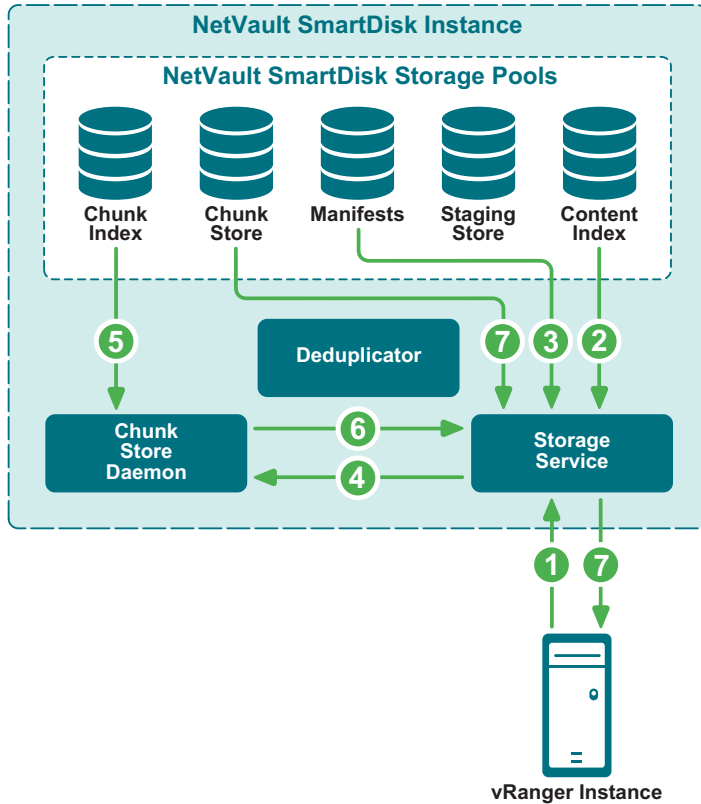 NetVault SmartDisk Instance
NetVault SmartDisk Storage Pools
Chunk
Index
Chunk
Store
Manifests
Staging
Store
Content
Index
5
7
3
2
Deduplicator
Chunk
Store
Daemon
6
4
Storage
Service
1
7
vRanger Instance